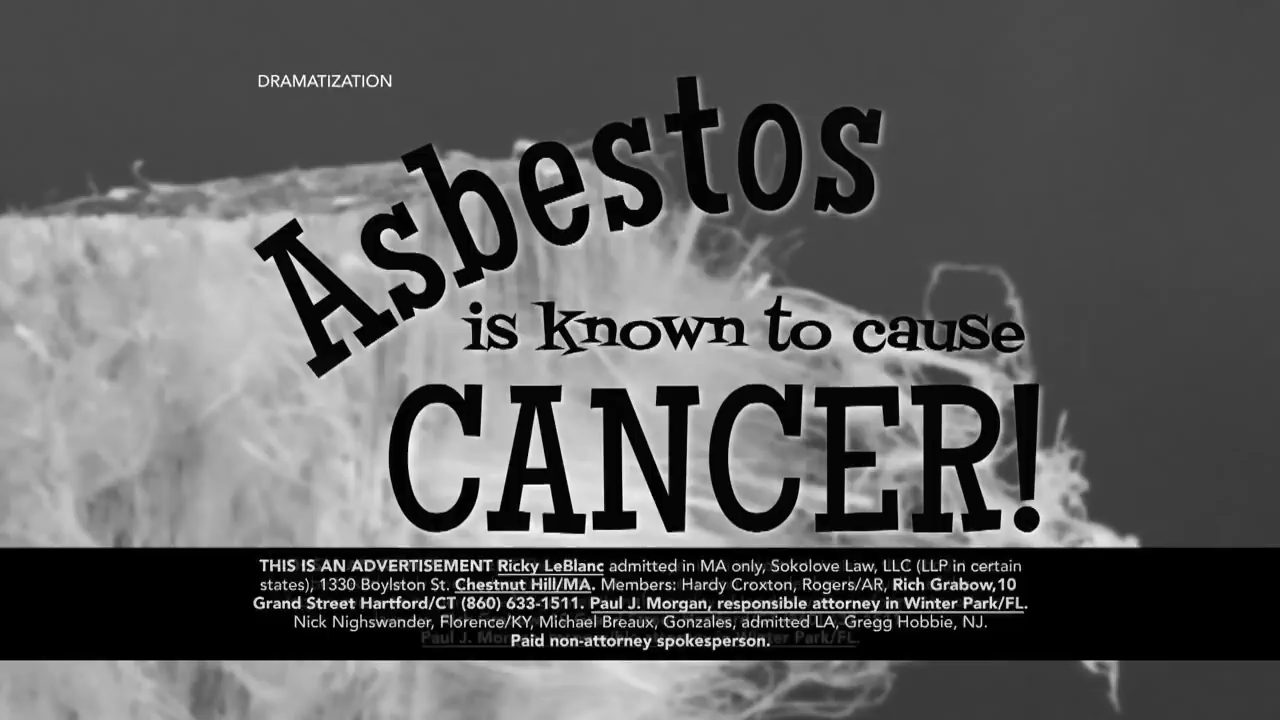 DRAMATIZATION
Asbestos
is known to cause
CANCER!
THIS IS AN ADVERTISEMENT Ricky LeBlanc admitted in MA only, Sokolove Law, LLC (LLP in certain
states), 1330 Boylston St. Chestnut Hill/MA. Members: Hardy Croxton, Rogers/AR, Rich Grabow,10
Grand Street Hartford/CT (860) 633-1511. Paul J. Morgan, responsible attorney in Winter Park/FL.
Nick Nighswander, Florence/KY, Michael Breaux, Gonzales, admitted LA, Gregg Hobbie, NJ.
Paid non-attorney spokesperson.